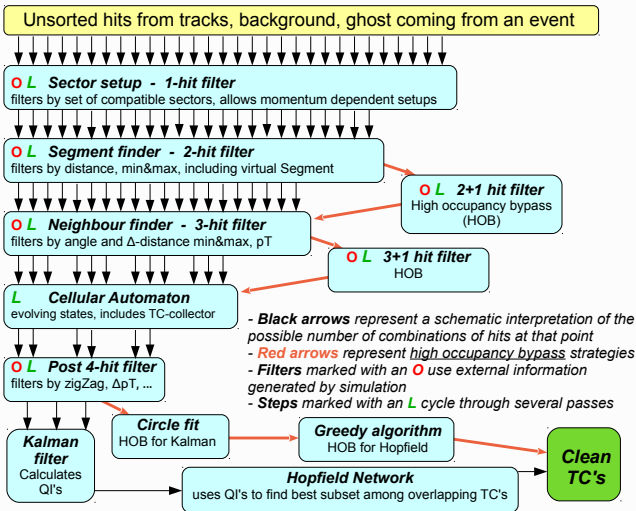 Unsorted hits from tracks, background, ghost coming from an event
O L Sector setup - 1-hit filter
filters by set of compatible sectors, allows momentum dependent setups
O L Segment finder - 2-hit filter
filters by distance, min&max, including virtual Segment
O L 2+1 hit filter
High occupancy bypass
(HOB)
O L Neighbour finder - 3-hit filter
filters by angle and Δ-distance min&max, pT
O L 3+1 hit filter
HOB
L Cellular Automaton
evolving states, includes TC-collector
- Black arrows represent a schematic interpretation of the
possible number of combinations of hits at that point
- Red arrows represent high occupancy bypass strategies
- Filters marked with an O use external information
generated by simulation
- Steps marked with an L cycle through several passes
O L Post 4-hit filter
filters by zigZag, ΔpT, ...
Circle fit
HOB for Kalman
Greedy algorithm
HOB for Hopfield
Kalman
filter
Calculates
QI's
Hopfield Network
uses QI's to find best subset among overlapping TC's
Clean
TC's